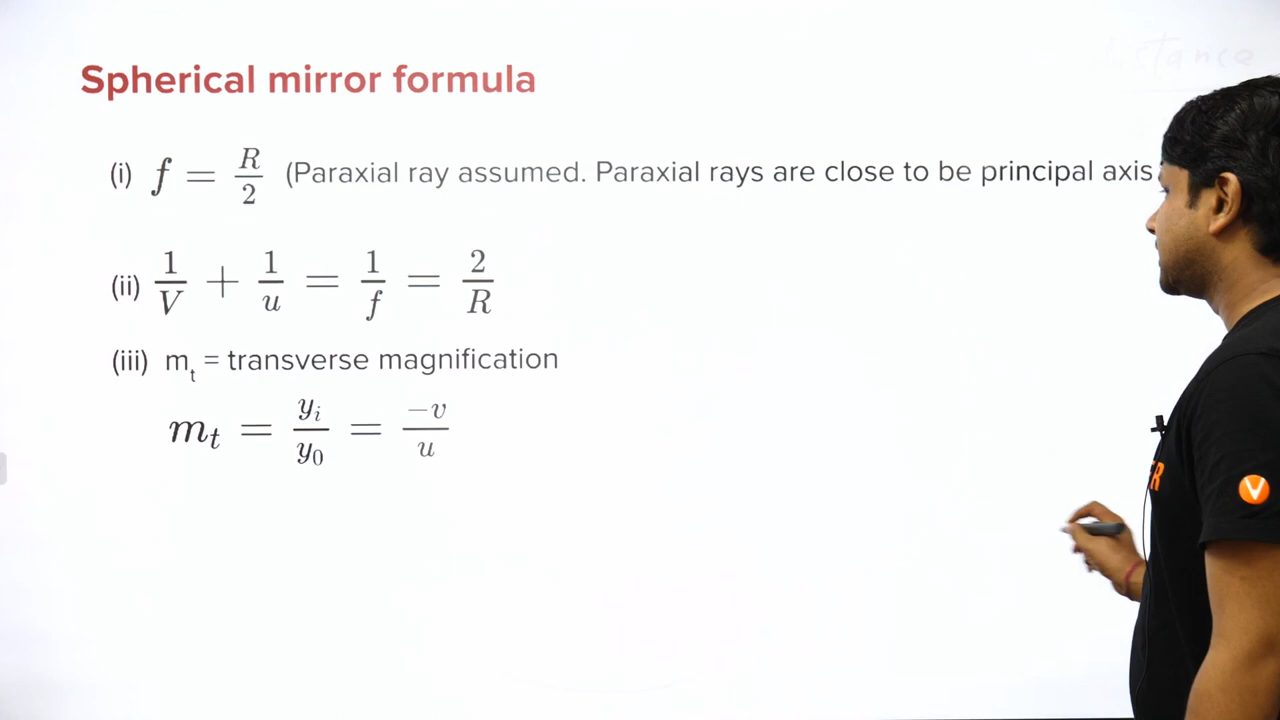 distance
Spherical mirror formula
(i) f = R/2 (Paraxial ray assumed. Paraxial rays are close to be principal axis
(ii) 1/V + 1/u = 1/f = 2/R
(iii) m_t = transverse magnification
m_t = y_i/y_0 = -v/u
R
V